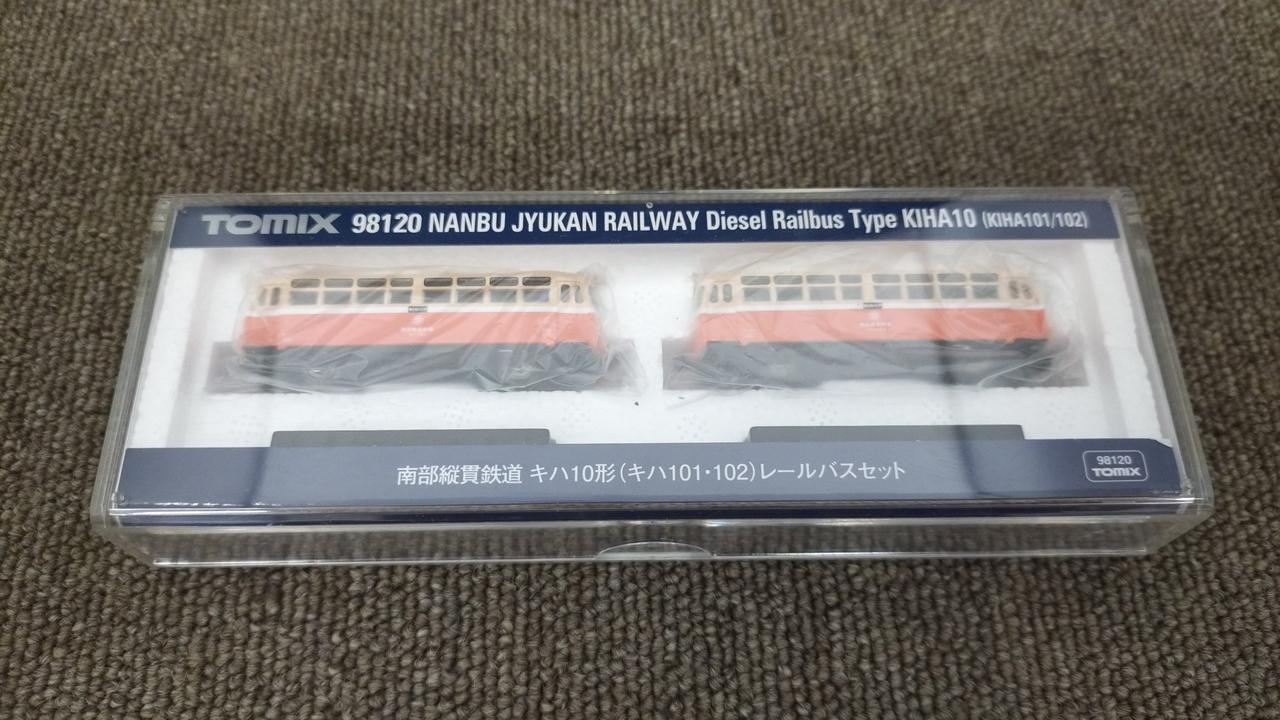 TOMIX 98120 NANBU JYUKAN RAILWAY Diesel Railbus Type KIHA10 (KIHA101/102)
南部縦貫鉄道 キハ10形(キハ101・102)レールバスセット
98120
TOMIX